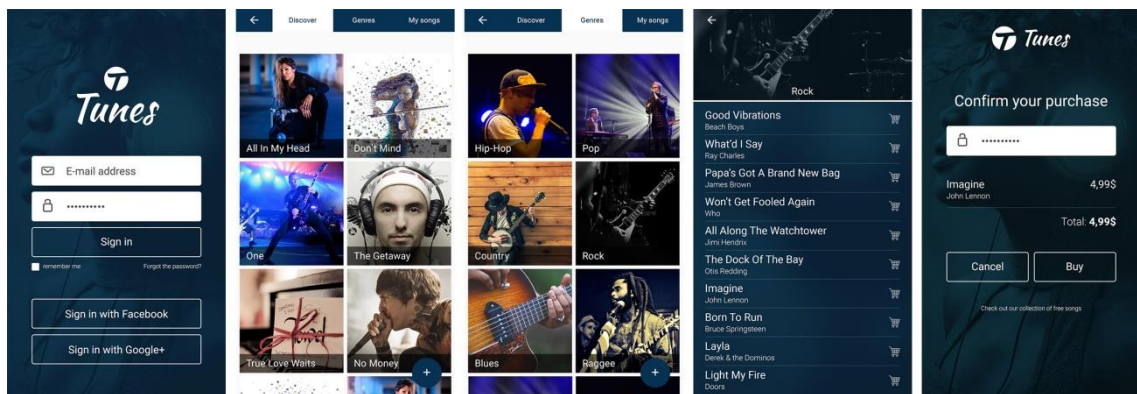 Tunes
E-mail address
••••••••••
Sign in
remember me
Forgot the password?
Sign in with Facebook
Sign in with Google+
Discover
Genres
My songs
All In My Head
Don't Mind
One
The Getaway
True Love Waits
No Money
+
Discover
Genres
My songs
Hip-Hop
Pop
Country
Rock
Blues
Raggee
+
Rock
Good Vibrations
Beach Boys
What'd I Say
Ray Charles
Papa's Got A Brand New Bag
James Brown
Won't Get Fooled Again
Who
All Along The Watchtower
Jimi Hendrix
The Dock Of The Bay
Otis Redding
Imagine
John Lennon
Born To Run
Bruce Springsteen
Layla
Derek & the Dominos
Light My Fire
Doors
Tunes
Confirm your purchase
••••••••••
Imagine 4,99$
John Lennon
Total: 4,99$
Cancel
Buy
Check out our collection of free songs